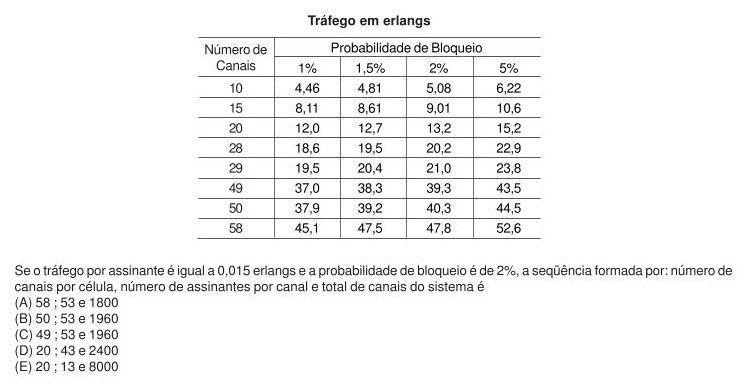 Tráfego em erlangs
Número de Canais Probabilidade de Bloqueio
1% 1,5% 2% 5%
10 4,46 4,81 5,08 6,22
15 8,11 8,61 9,01 10,6
20 12,0 12,7 13,2 15,2
28 18,6 19,5 20,2 22,9
29 19,5 20,4 21,0 23,8
49 37,0 38,3 39,3 43,5
50 37,9 39,2 40,3 44,5
58 45,1 47,5 47,8 52,6
Se o tráfego por assinante é igual a 0,015 erlangs e a probabilidade de bloqueio é de 2%, a seqüência formada por: número de
canais por célula, número de assinantes por canal e total de canais do sistema é
(A) 58 ; 53 e 1800
(B) 50 ; 53 e 1960
(C) 49 ; 53 e 1960
(D) 20 ; 43 e 2400
(E) 20 ; 13 e 8000